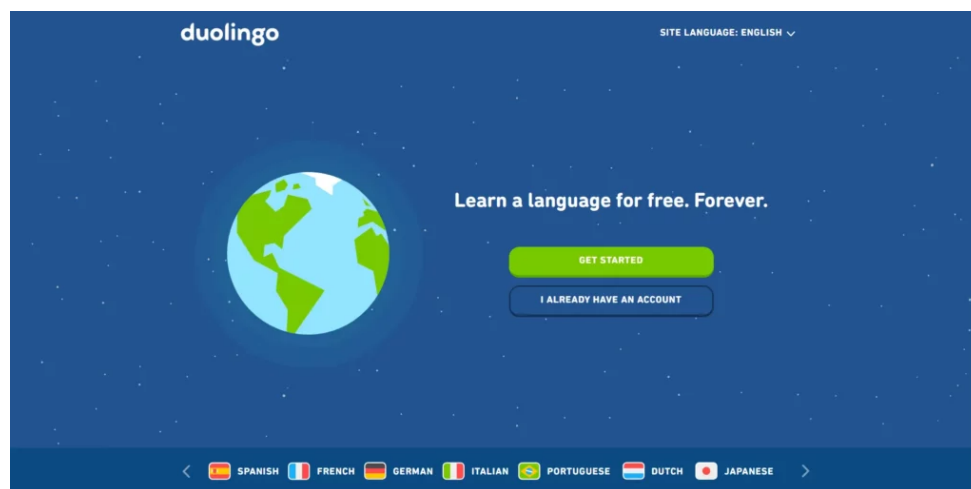 duolingo
SITE LANGUAGE: ENGLISH
Learn a language for free. Forever.
GET STARTED
I ALREADY HAVE AN ACCOUNT
SPANISH FRENCH GERMAN ITALIAN PORTUGUESE DUTCH JAPANESE